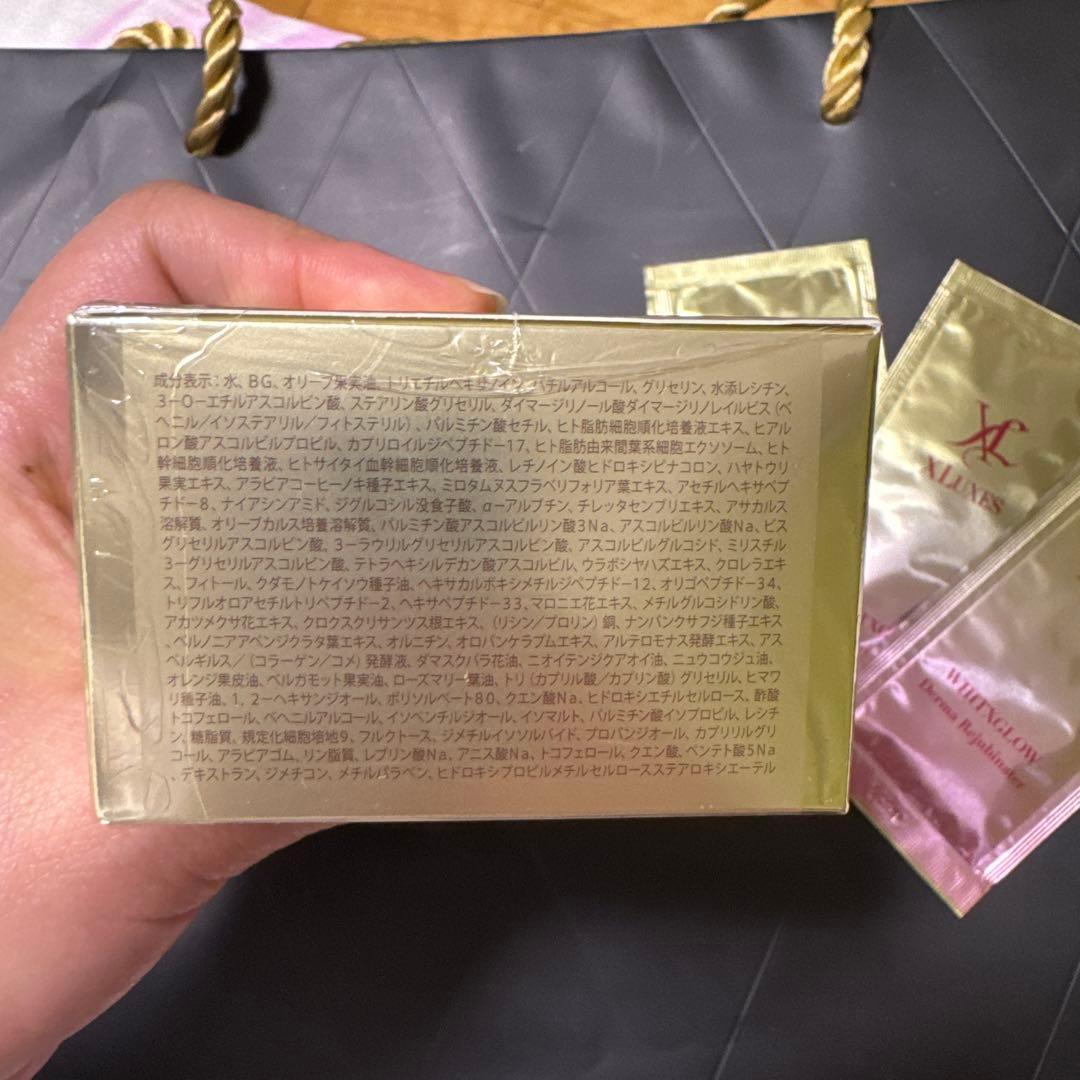 成分表示：水、BG、オリーブ果実油、トリエチルヘキサノイン、バチルアルコール、グリセリン、水添レシチン、
3-O-エチルアスコルビン酸、ステアリン酸グリセリル、ダイマージリノール酸ダイマージリノレイルビス（ベ
ヘニル／イソステアリル／フィトステリル）、パルミチン酸セチル、ヒト脂肪細胞順化培養液エキス、ヒアル
ロン酸アスコルビルプロピル、カプリロイルジペプチド-17、ヒト脂肪由来間葉系細胞エクソソーム、ヒト
幹細胞順化培養液、ヒトサイタイ血幹細胞順化培養液、レチノイン酸ヒドロキシピナコロン、ハヤトウリ
果実エキス、アラビアコーヒーノキ種子エキス、ミロタムヌスフラベリフォリア葉エキス、アセチルヘキサペプ
チド-8、ナイアシンアミド、ジグルコシル没食子酸、α-アルブチン、チレッタセンプリエキス、アサカルス
溶解質、オリーブカルス培養溶解質、パルミチン酸アスコルビルリン酸3Na、アスコルビルリン酸Na、ビス
グリセリルアスコルビン酸、3-ラウリルグリセリルアスコルビン酸、アスコルビルグルコシド、ミリスチル
3-グリセリルアスコルビン酸、テトラヘキシルデカン酸アスコルビル、ウラボシヤハズエキス、クロレラエキ
ス、フィトール、クダモノトケイソウ種子油、ヘキサカルボキシメチルジペプチド-12、オリゴペプチド-34、
トリフルオロアセチルトリペプチド-2、ヘキサペプチド-33、マロニエ花エキス、メチルグルコシドリン酸、
アカツメクサ花エキス、クロクスクリサンツス根エキス、（リシン／プロリン）銅、ナンバンクサフジ種子エキス
、ベルノニアアペンジクラタ葉エキス、オルニチン、オロバンケラプムエキス、アルテロモナス発酵エキス、アス
ペルギルス／（コラーゲン／コメ）発酵液、ダマスクバラ花油、ニオイテンジクアオイ油、ニュウコウジュ油、
オレンジ果皮油、ベルガモット果実油、ローズマリー葉油、トリ（カプリル酸／カプリン酸）グリセリル、ヒマワ
リ種子油、1,2-ヘキサンジオール、ポリソルベート80、クエン酸Na、ヒドロキシエチルセルロース、酢酸
トコフェロール、ベヘニルアルコール、イソペンチルジオール、イソマルト、パルミチン酸イソプロピル、レシチ
ン、糖脂質、規定化細胞培地9、フルクトース、ジメチルイソソルバイド、プロパンジオール、カプリリルグリ
コール、アラビアゴム、リン脂質、レブリン酸Na、アニス酸Na、トコフェロール、クエン酸、ペンテト酸5Na
、デキストラン、ジメチコン、メチルパラベン、ヒドロキシプロピルメチルセルロースステアロキシエーテル
XLUXES
WHITXGLOW
Derma Rejubinater